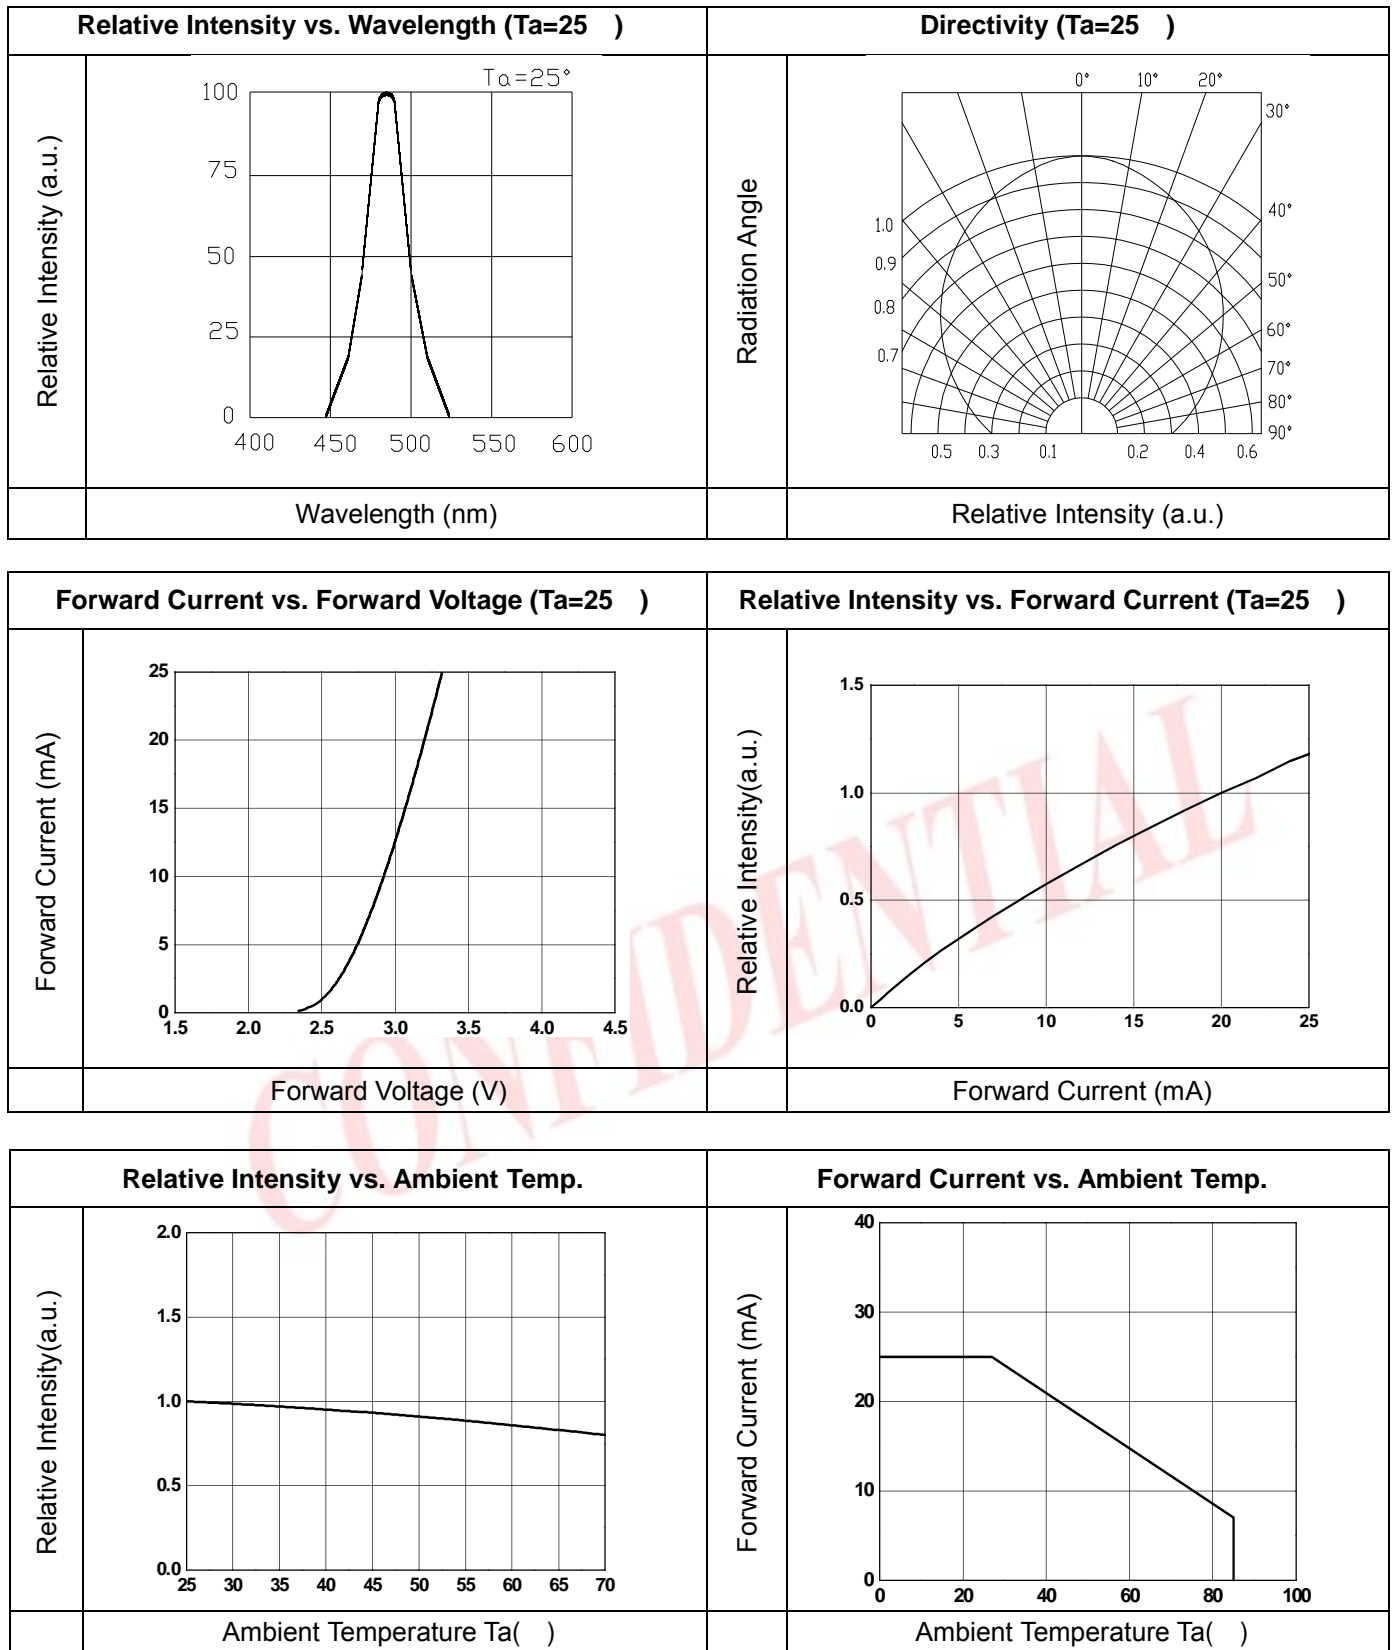 Relative Intensity vs. Wavelength (Ta=25 )
Directivity (Ta=25 )
Relative Intensity (a.u.)
Ta=25°
100
75
50
25
0
400 450 500 550 600
Wavelength (nm)
Radiation Angle
0° 10° 20°
30°
40°
50°
60°
70°
80°
90°
1.0
0.9
0.8
0.7
0.5 0.3 0.1 0.2 0.4 0.6
Relative Intensity (a.u.)
Forward Current vs. Forward Voltage (Ta=25 )
Relative Intensity vs. Forward Current (Ta=25 )
Forward Current (mA)
25
20
15
10
5
0
1.5 2.0 2.5 3.0 3.5 4.0 4.5
Forward Voltage (V)
Relative Intensity(a.u.)
1.5
1.0
0.5
0.0
0 5 10 15 20 25
Forward Current (mA)
CONFIDENTIAL
Relative Intensity vs. Ambient Temp.
Forward Current vs. Ambient Temp.
Relative Intensity(a.u.)
2.0
1.5
1.0
0.5
0.0
25 30 35 40 45 50 55 60 65 70
Ambient Temperature Ta( )
Forward Current (mA)
40
30
20
10
0
0 20 40 60 80 100
Ambient Temperature Ta( )